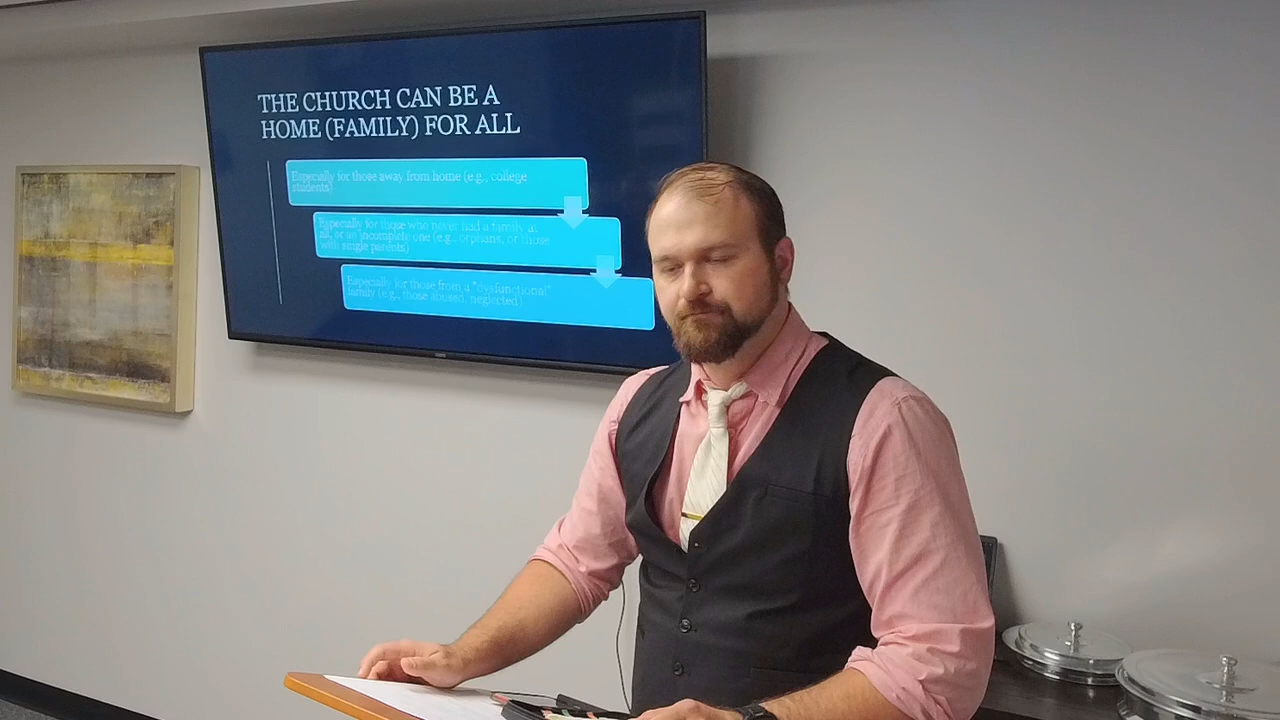 THE CHURCH CAN BE A
HOME (FAMILY) FOR ALL
Especially for those away from home (e.g., college
students)
Especially for those who never had a family at
all, or an incomplete one (e.g., orphans, or those
with single parents)
Especially for those from a "dysfunctional"
family (e.g., those abused, neglected)